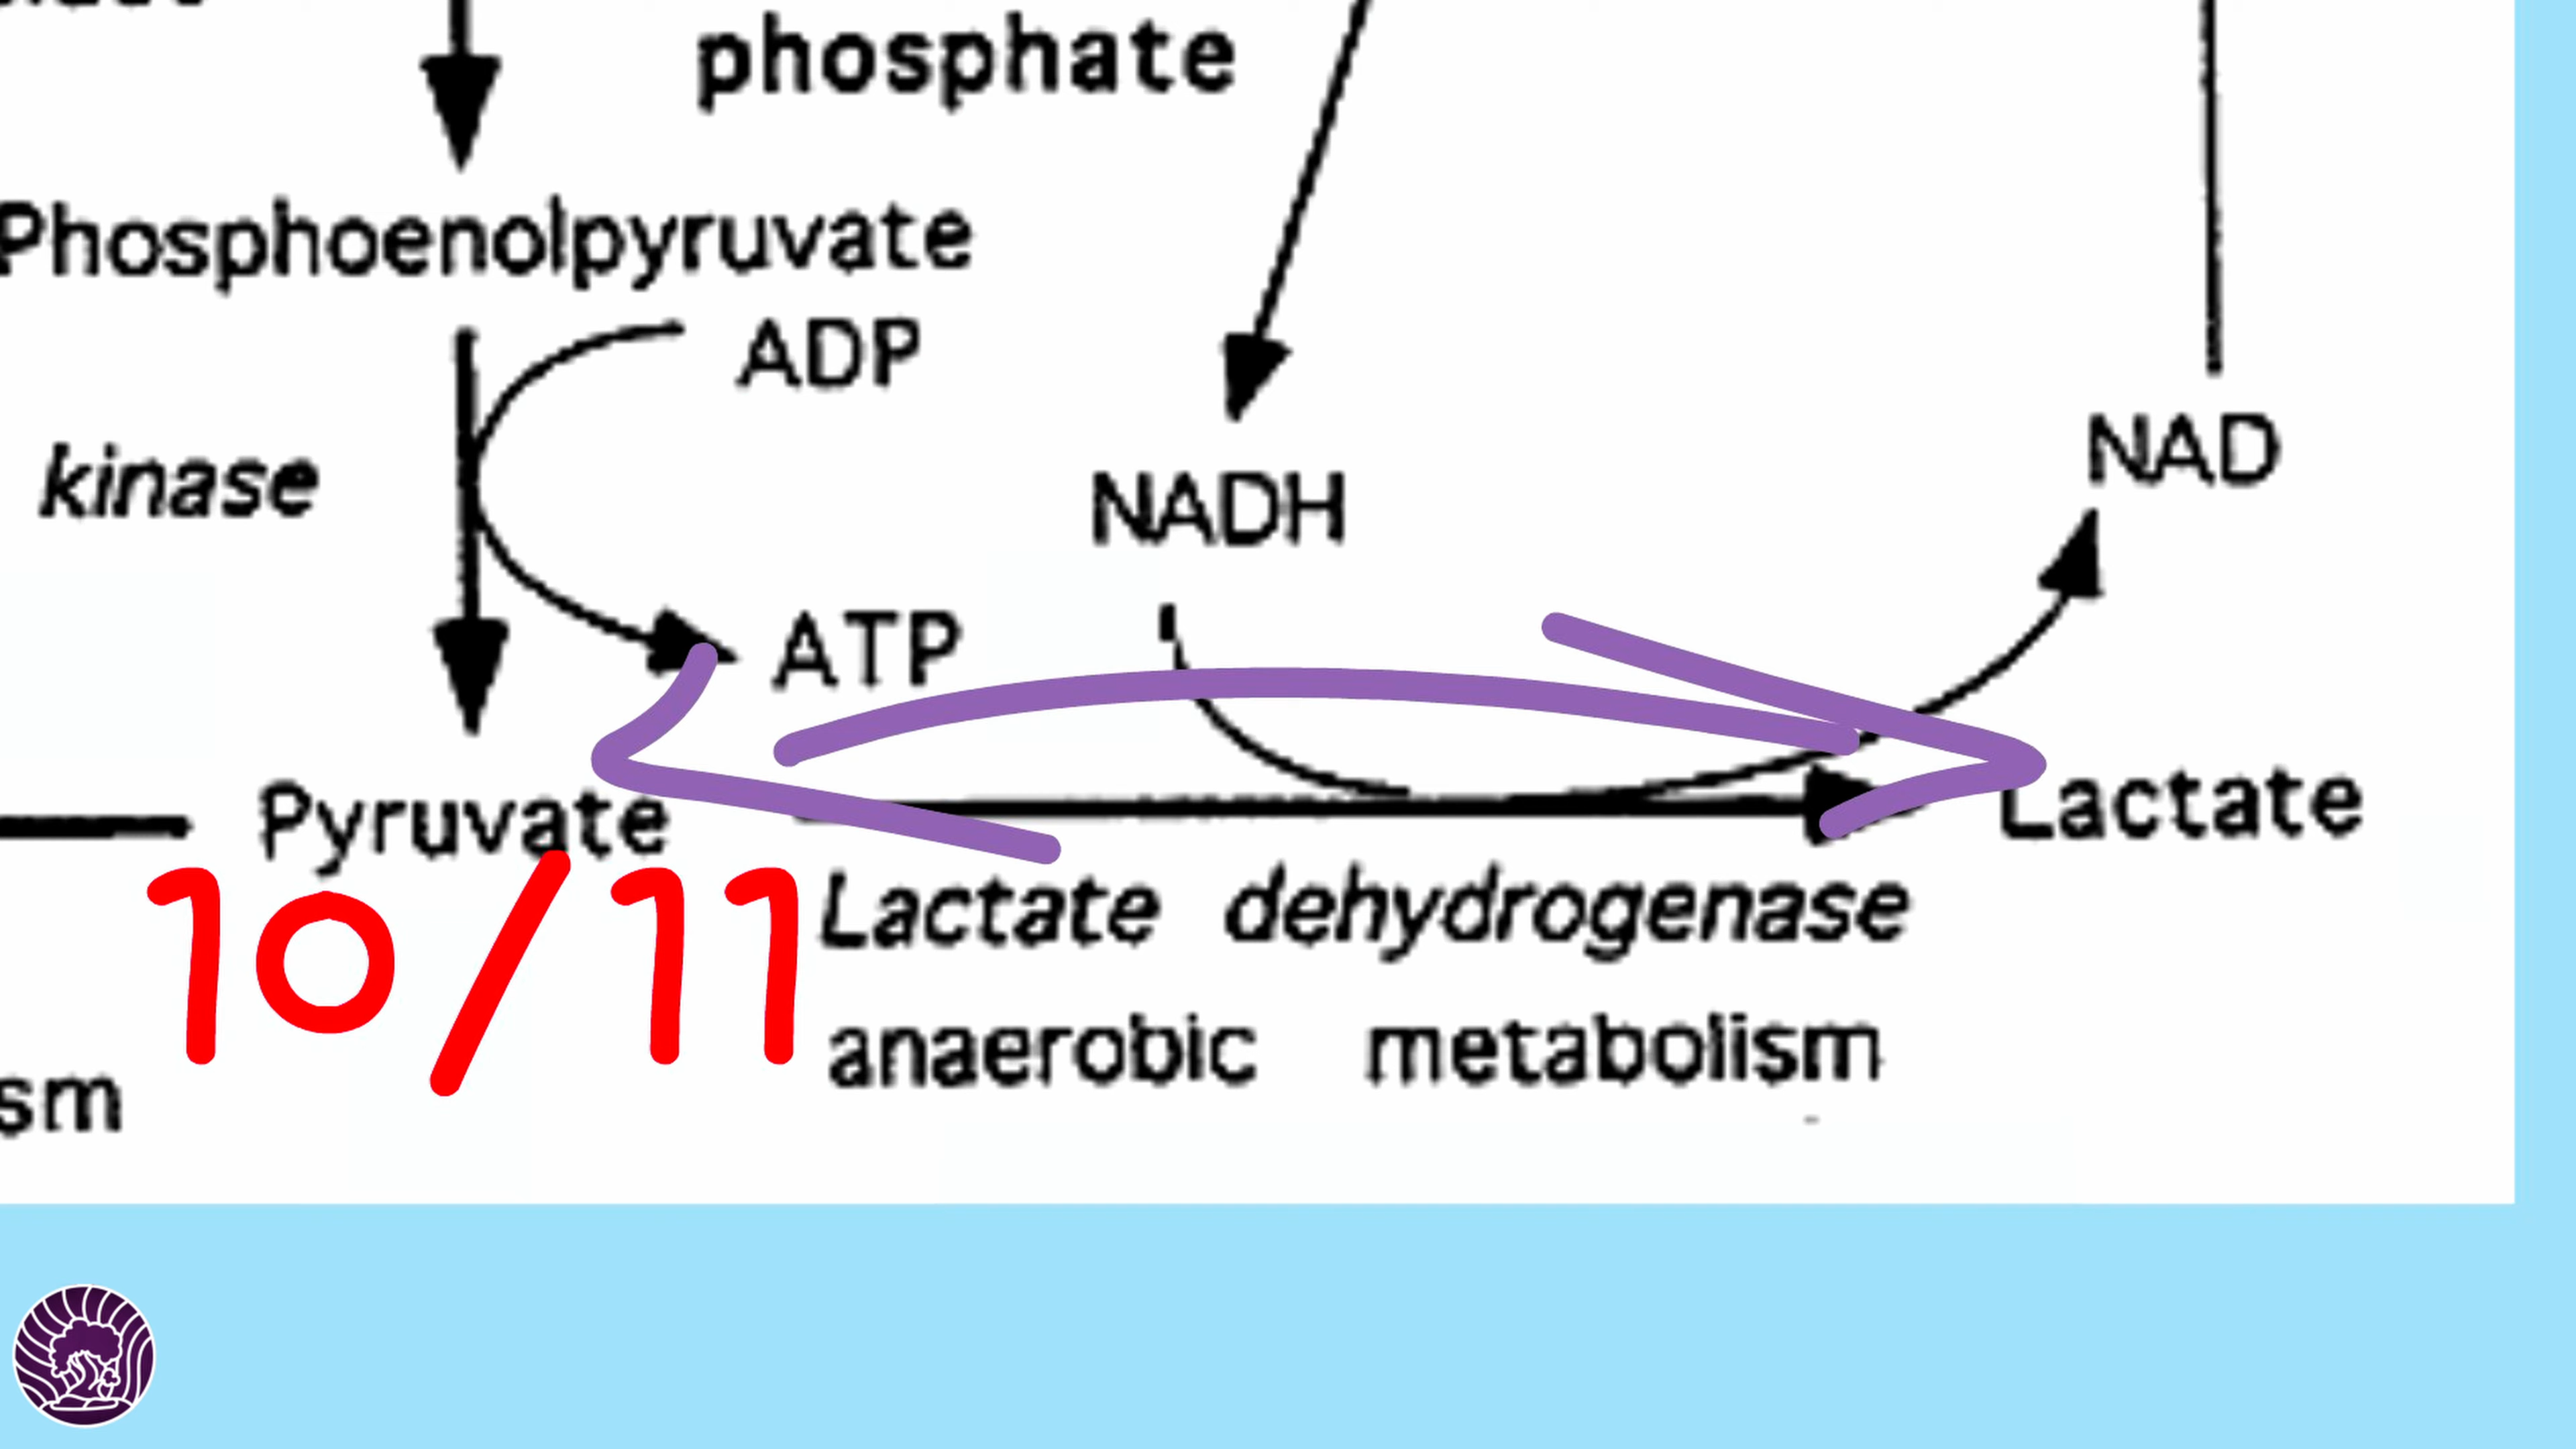 phosphate
Phosphoenolpyruvate
ADP
kinase
NADH
NAD
ATP
Pyruvate
Lactate
10/11
Lactate dehydrogenase
anaerobic metabolism
sm